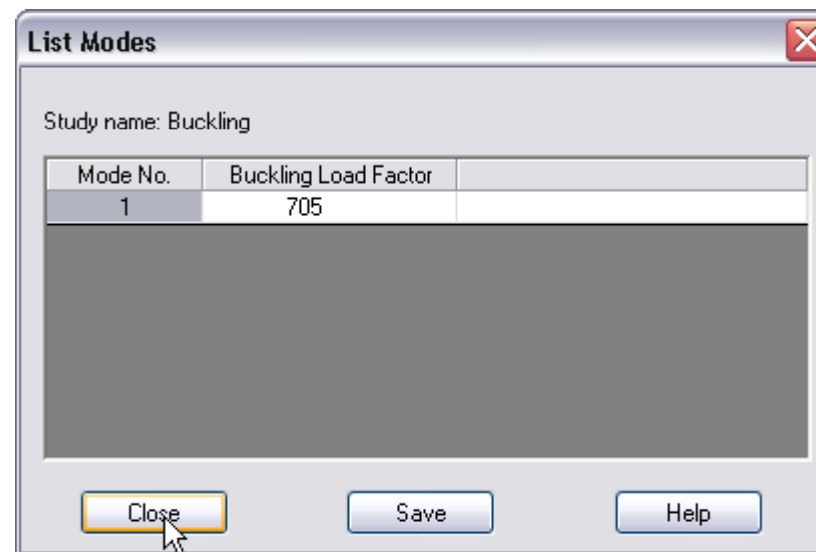 List Modes
Study name: Buckling
Mode No. Buckling Load Factor
1 705
Close Save Help